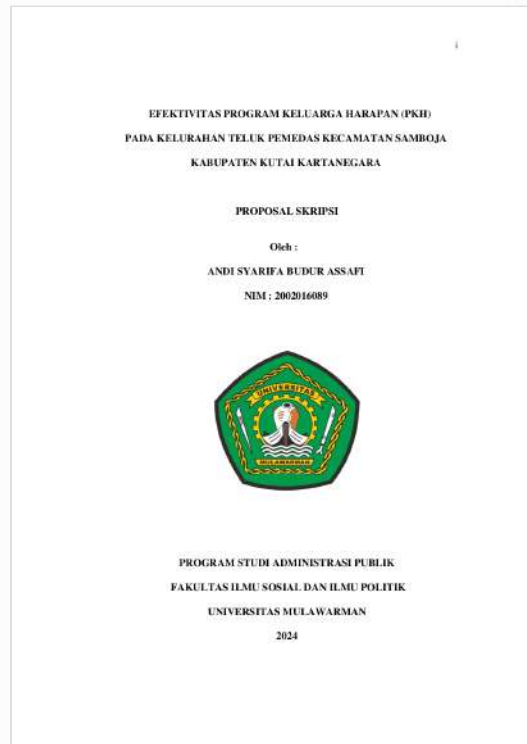 i
EFEKTIVITAS PROGRAM KELUARGA HARAPAN (PKH)
PADA KELURAHAN TELUK PEMEDAS KECAMATAN SAMBOJA
KABUPATEN KUTAI KARTANEGARA
PROPOSAL SKRIPSI
Oleh :
ANDI SYARIFA BUDUR ASSAFI
NIM : 2002016089
UNIVERSITAS
MULAWARMAN
PROGRAM STUDI ADMINISTRASI PUBLIK
FAKULTAS ILMU SOSIAL DAN ILMU POLITIK
UNIVERSITAS MULAWARMAN
2024